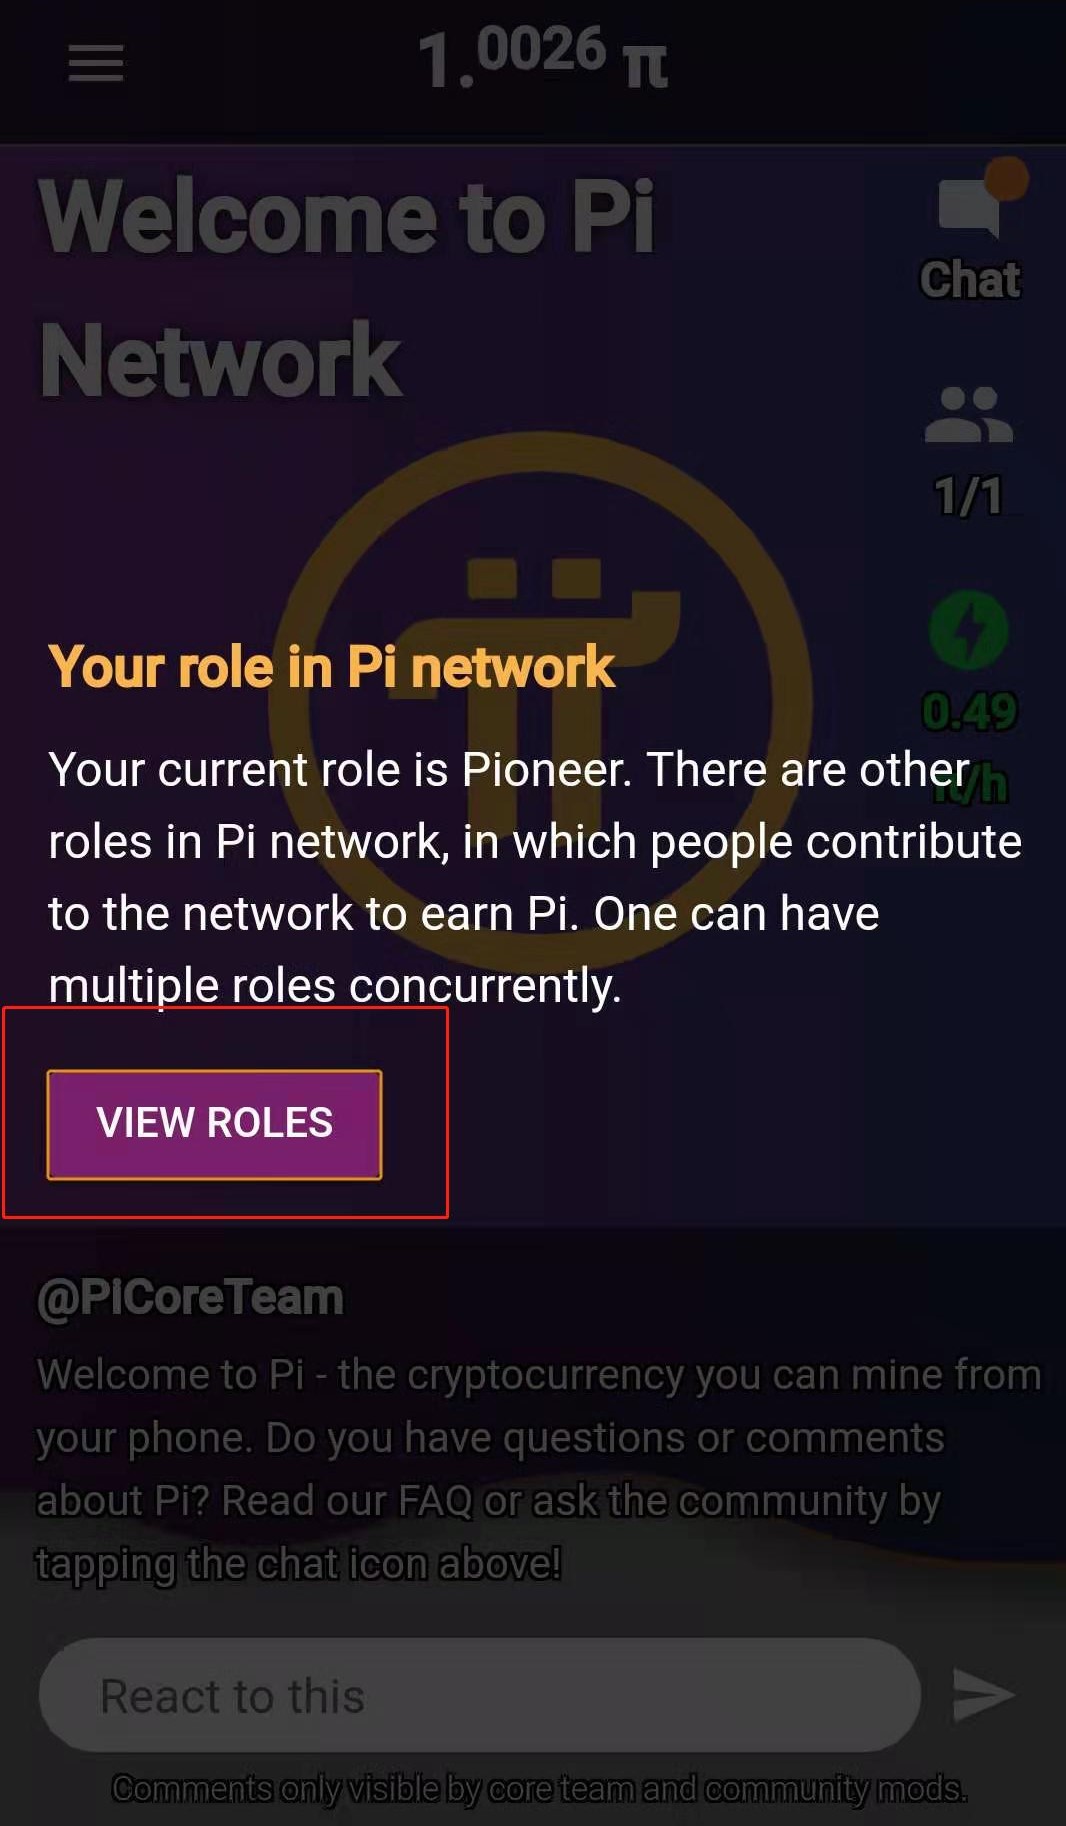 1.0026 π
Welcome to Pi
Network
Chat
1/1
0.49
π/h
Your role in Pi network
Your current role is Pioneer. There are other
roles in Pi network, in which people contribute
to the network to earn Pi. One can have
multiple roles concurrently.
VIEW ROLES
@PiCoreTeam
Welcome to Pi - the cryptocurrency you can mine from
your phone. Do you have questions or comments
about Pi? Read our FAQ or ask the community by
tapping the chat icon above!
React to this
Comments only visible by core team and community mods.